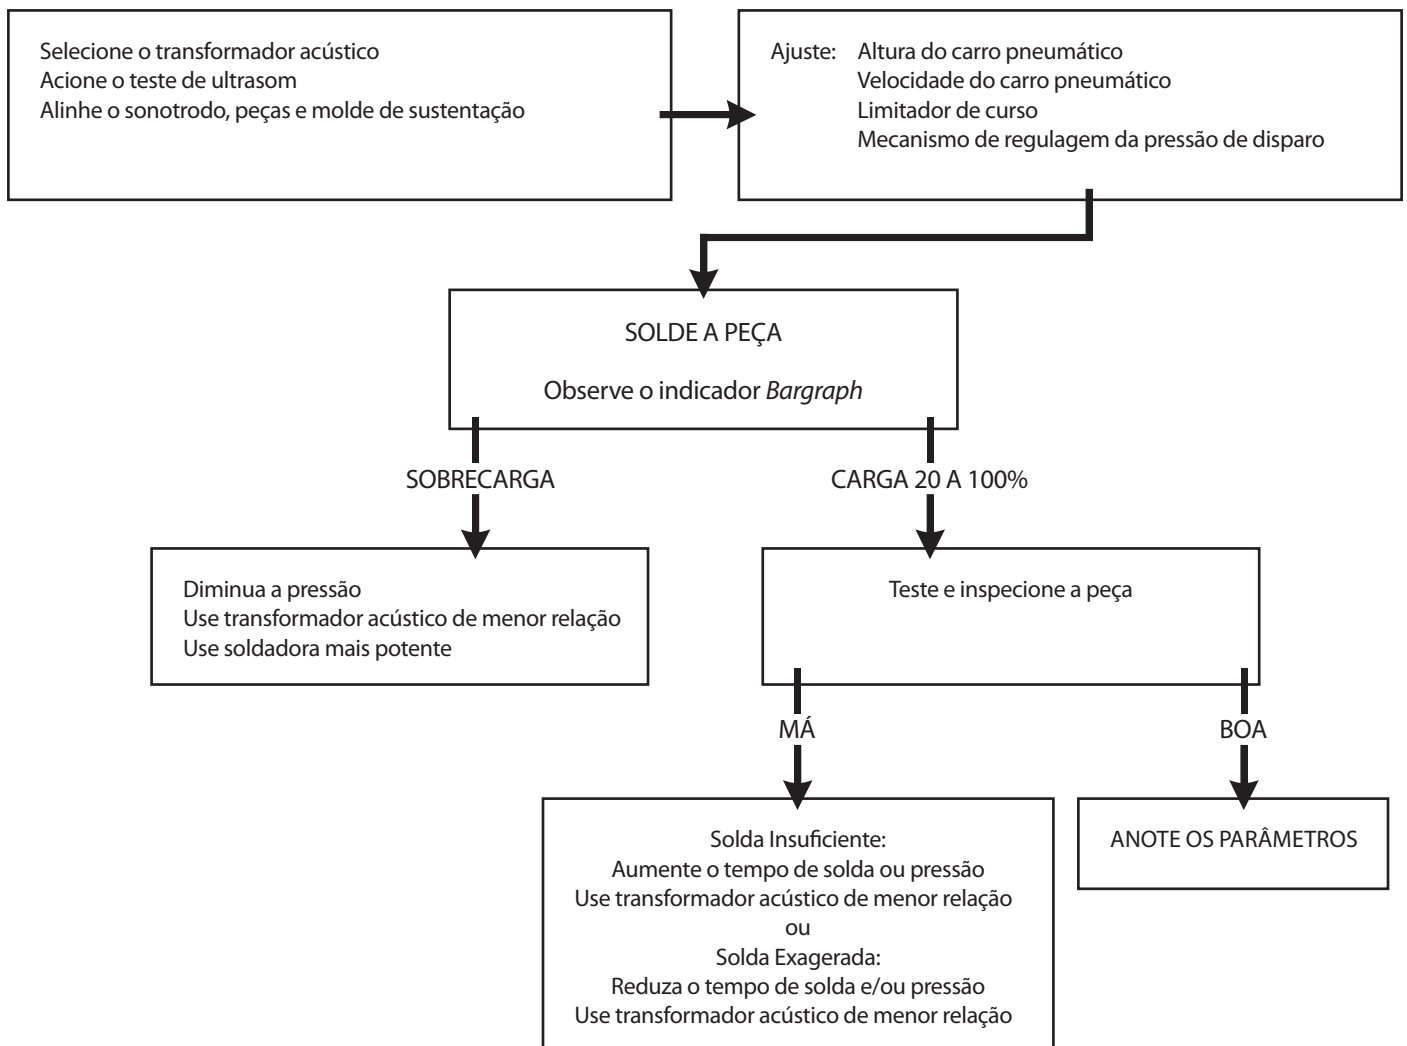 Selecione o transformador acústico
Acione o teste de ultrasom
Alinhe o sonotrodo, peças e molde de sustentação
Ajuste: Altura do carro pneumático
Velocidade do carro pneumático
Limitador de curso
Mecanismo de regulagem da pressão de disparo
SOLDE A PEÇA
Observe o indicador Bargraph
SOBRECARGA
CARGA 20 A 100%
Diminua a pressão
Use transformador acústico de menor relação
Use soldadora mais potente
Teste e inspecione a peça
MÁ
BOA
Solda Insuficiente:
Aumente o tempo de solda ou pressão
Use transformador acústico de menor relação
ou
Solda Exagerada:
Reduza o tempo de solda e/ou pressão
Use transformador acústico de menor relação
ANOTE OS PARÂMETROS